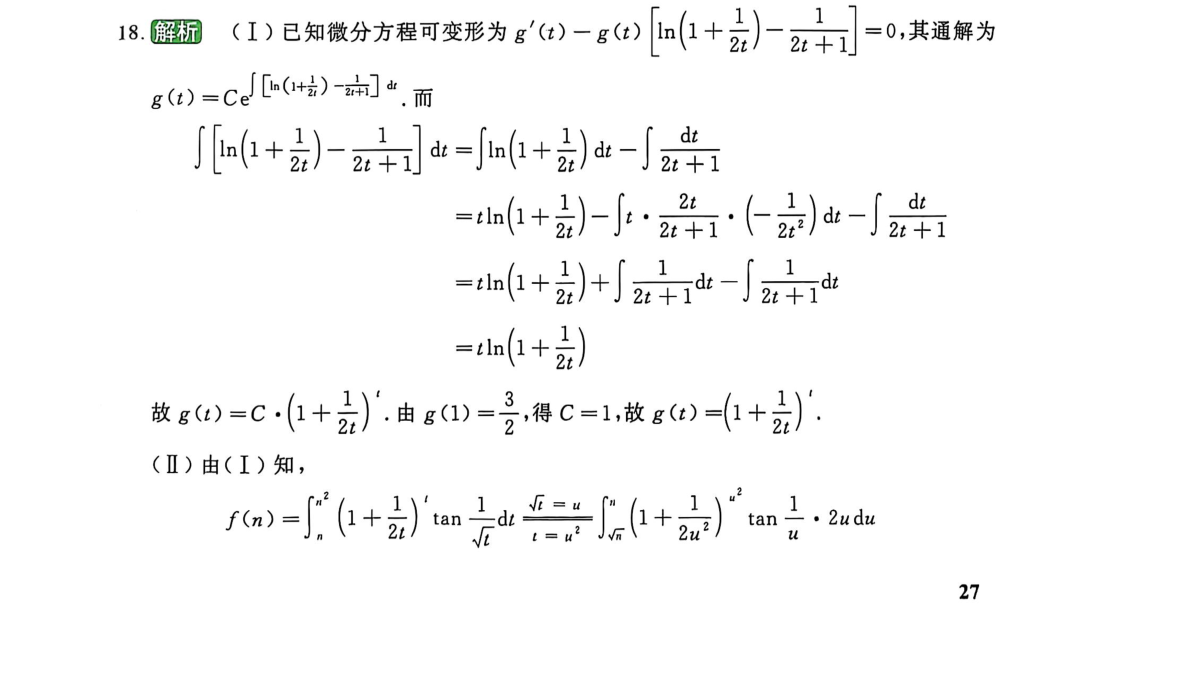 18. 解析 （Ⅰ）已知微分方程可变形为 g′(t)－g(t)[ln(1＋1/(2t))－1/(2t＋1)]＝0,其通解为
g(t)＝Ce^{∫[ln(1＋1/(2t))－1/(2t＋1)]dt}.而
∫[ln(1＋1/(2t))－1/(2t＋1)]dt＝∫ln(1＋1/(2t))dt－∫dt/(2t＋1)
＝tln(1＋1/(2t))－∫t·2t/(2t＋1)·(－1/(2t²))dt－∫dt/(2t＋1)
＝tln(1＋1/(2t))＋∫1/(2t＋1)dt－∫1/(2t＋1)dt
＝tln(1＋1/(2t))
故 g(t)＝C·(1＋1/(2t))^t.由 g(1)＝3/2,得 C＝1,故 g(t)＝(1＋1/(2t))^t.
（Ⅱ）由(Ⅰ)知，
f(n)＝∫_n^{n²}(1＋1/(2t))^t tan 1/√t dt ＝(√t＝u, t＝u²)＝ ∫_{√n}^n(1＋1/(2u²))^{u²} tan 1/u·2udu
27